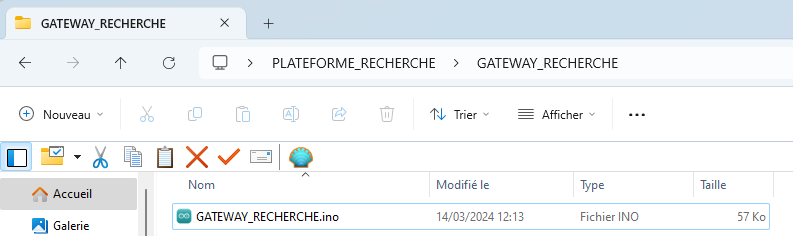 GATEWAY_RECHERCHE
PLATEFORME_RECHERCHE > GATEWAY_RECHERCHE
Nouveau Trier Afficher
Nom Modifié le Type Taille
Accueil
GATEWAY_RECHERCHE.ino 14/03/2024 12:13 Fichier INO 57 Ko
Galerie